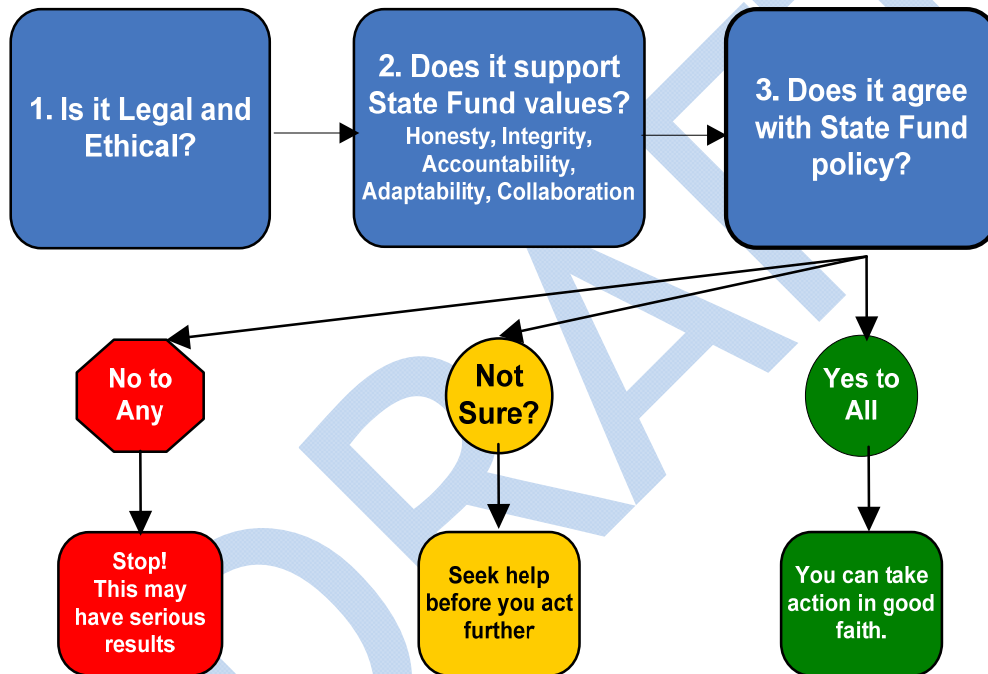 1. Is it Legal and
Ethical?
2. Does it support
State Fund values?
Honesty, Integrity,
Accountability,
Adaptability, Collaboration
3. Does it agree
with State Fund
policy?
No to
Any
Not
Sure?
Yes to
All
Stop!
This may
have serious
results
Seek help
before you act
further
You can take
action in good
faith.
DRAFT